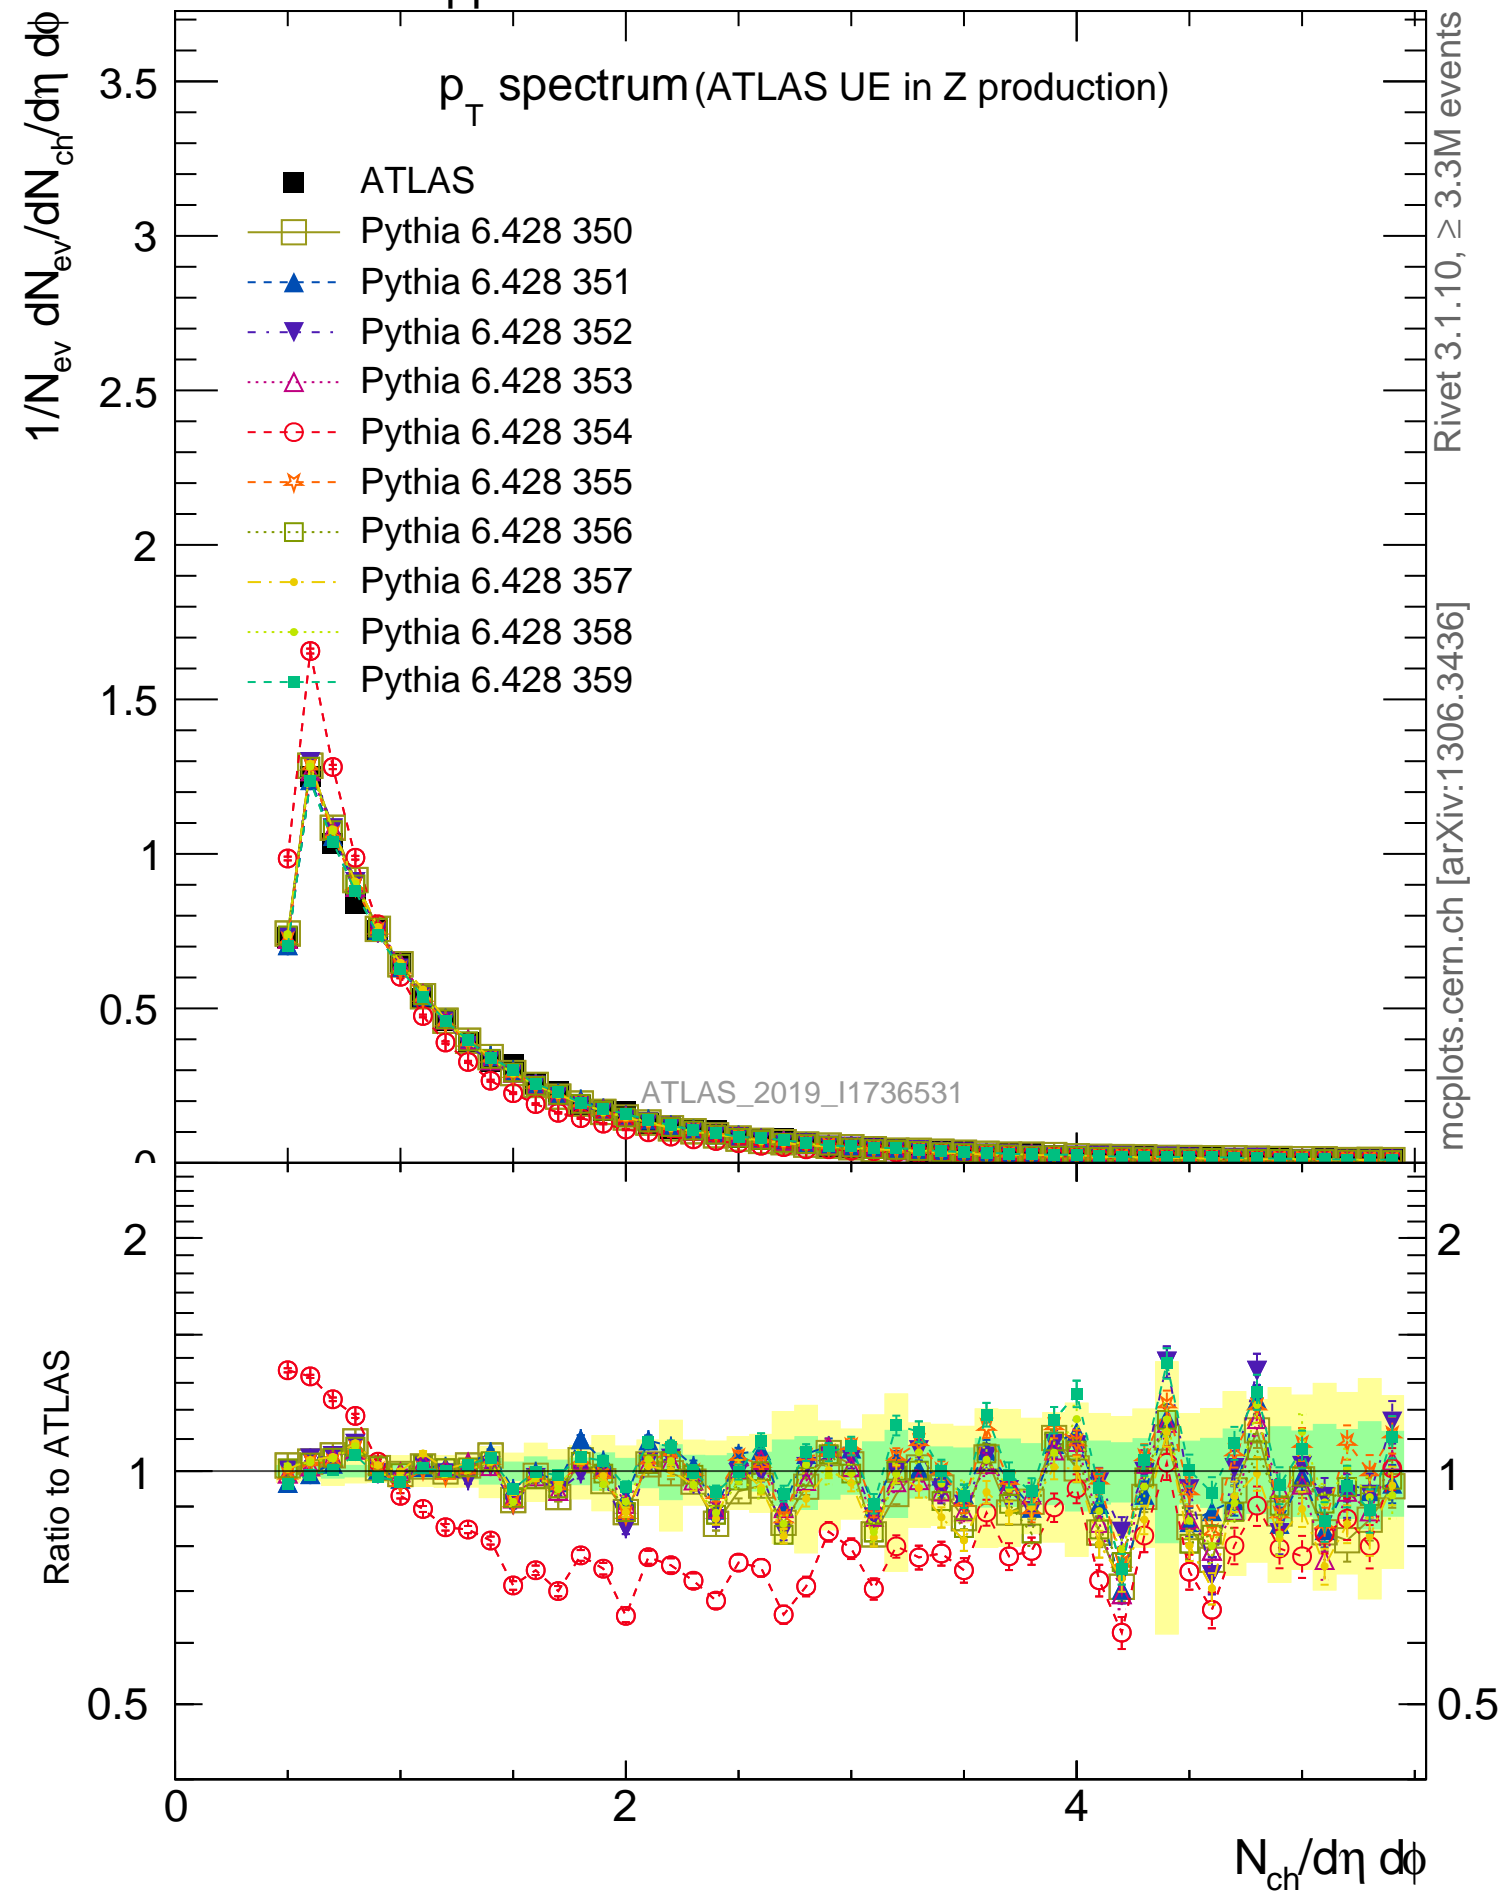 pp
p_T spectrum (ATLAS UE in Z production)
1/N_ev dN_ev/dN_ch/dη dϕ
3.5
3
2.5
2
1.5
1
0.5
0
ATLAS
Pythia 6.428 350
Pythia 6.428 351
Pythia 6.428 352
Pythia 6.428 353
Pythia 6.428 354
Pythia 6.428 355
Pythia 6.428 356
Pythia 6.428 357
Pythia 6.428 358
Pythia 6.428 359
ATLAS_2019_I1736531
Rivet 3.1.10, ≥ 3.3M events
mcplots.cern.ch [arXiv:1306.3436]
Ratio to ATLAS
2
1
0.5
2
1
0.5
0
2
4
N_ch/dη dϕ